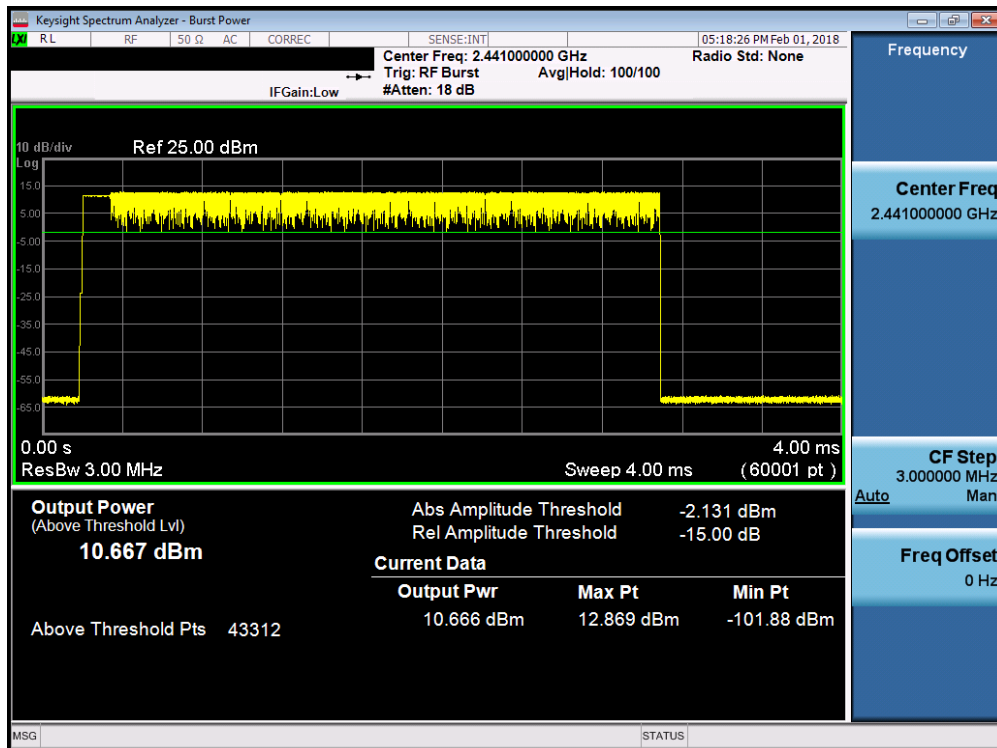 Keysight Spectrum Analyzer - Burst Power
LXI RL RF 50 Ω AC CORREC SENSE:INT 05:18:26 PM Feb 01, 2018
Center Freq: 2.441000000 GHz Radio Std: None
Trig: RF Burst Avg|Hold: 100/100
IFGain:Low #Atten: 18 dB
10 dB/div Ref 25.00 dBm
Log
15.0
5.00
-5.00
-15.0
-25.0
-35.0
-45.0
-55.0
-65.0
0.00 s 4.00 ms
ResBw 3.00 MHz Sweep 4.00 ms (60001 pt)
Output Power
(Above Threshold Lvl)
10.667 dBm
Above Threshold Pts 43312
Abs Amplitude Threshold -2.131 dBm
Rel Amplitude Threshold -15.00 dB
Current Data
Output Pwr Max Pt Min Pt
10.666 dBm 12.869 dBm -101.88 dBm
Frequency
Center Freq
2.441000000 GHz
CF Step
3.000000 MHz
Auto Man
Freq Offset
0 Hz
MSG STATUS